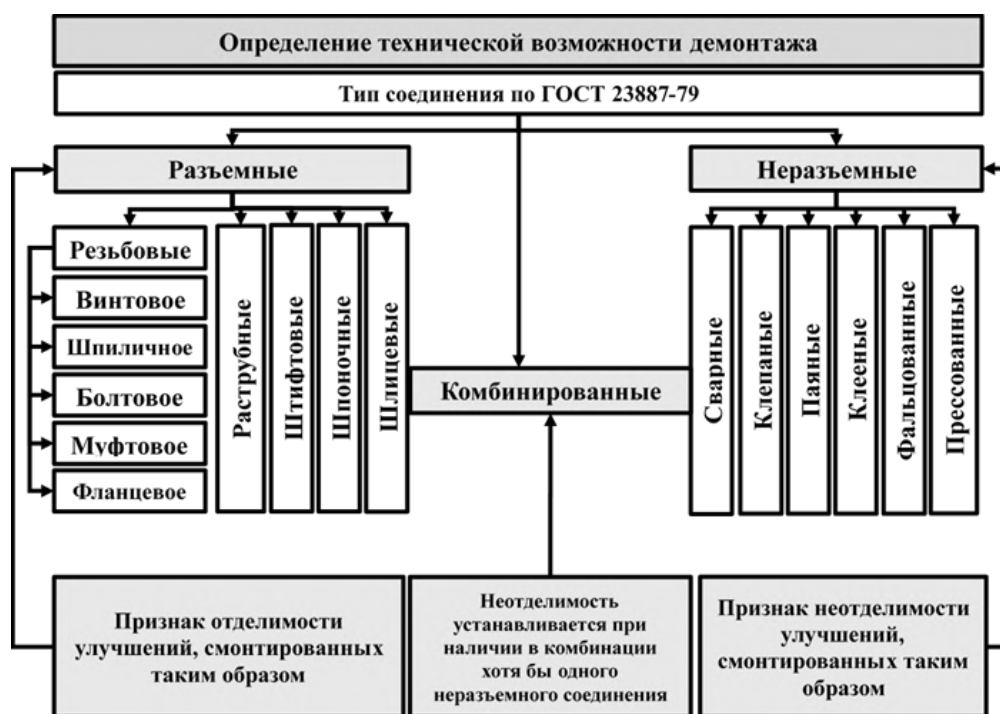 Определение технической возможности демонтажа
Тип соединения по ГОСТ 23887-79
Разъемные
Неразъемные
Резьбовые
Винтовое
Шпиличное
Болтовое
Муфтовое
Фланцевое
Раструбные
Штифтовые
Шпоночные
Шлицевые
Комбинированные
Сварные
Клепаные
Паяные
Клееные
Фальцованные
Прессованные
Признак отделимости
улучшений, смонтированных
таким образом
Неотделимость
устанавливается при
наличии в комбинации
хотя бы одного
неразъемного соединения
Признак неотделимости
улучшений,
смонтированных таким
образом